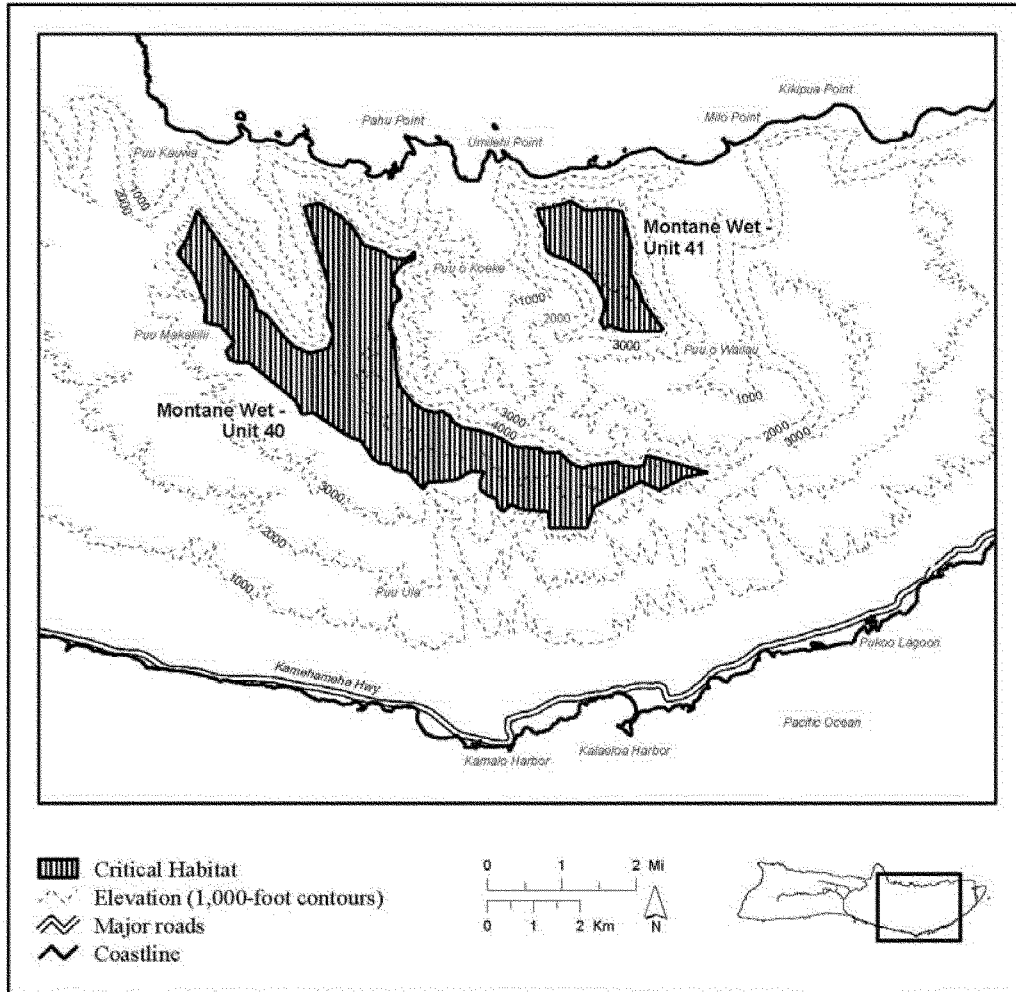 Kikipua Point
Pahu Point
Milo Point
Umilehi Point
Puu Kauwa
1000
2000
Montane Wet -
Unit 41
Puu o Kaeke
1000
2000
Puu Makaliilii
3000
Puu o Wailau
1000
Montane Wet -
Unit 40
3000
4000
2000
3000
3000
2000
1000
Puu Ula
Pukoo Lagoon
Kamehameha Hwy
Pacific Ocean
Kalaeloa Harbor
Kamalo Harbor
Critical Habitat
Elevation (1,000-foot contours)
Major roads
Coastline
0 1 2 Mi
0 1 2 Km
N